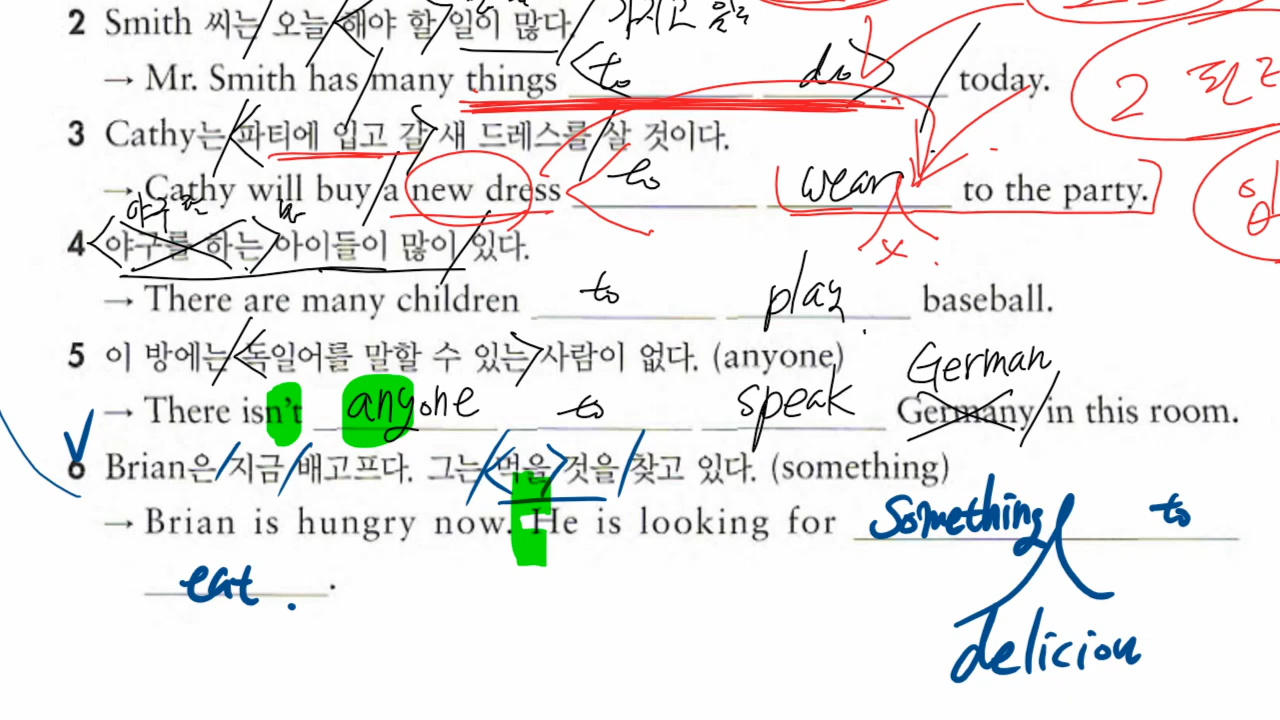 2 Smith 씨는 오늘 해야 할 일이 많다.
→ Mr. Smith has many things to do today.
3 Cathy는 파티에 입고 갈 새 드레스를 살 것이다.
→ Cathy will buy a new dress to wear to the party.
4 야구를 하는 아이들이 많이 있다.
→ There are many children to play baseball.
5 이 방에는 독일어를 말할 수 있는 사람이 없다. (anyone)
German
→ There isn't anyone to speak Germany in this room.
6 Brian은 지금 배고프다. 그는 먹을 것을 찾고 있다. (something)
→ Brian is hungry now. He is looking for something to
eat.
deliciou